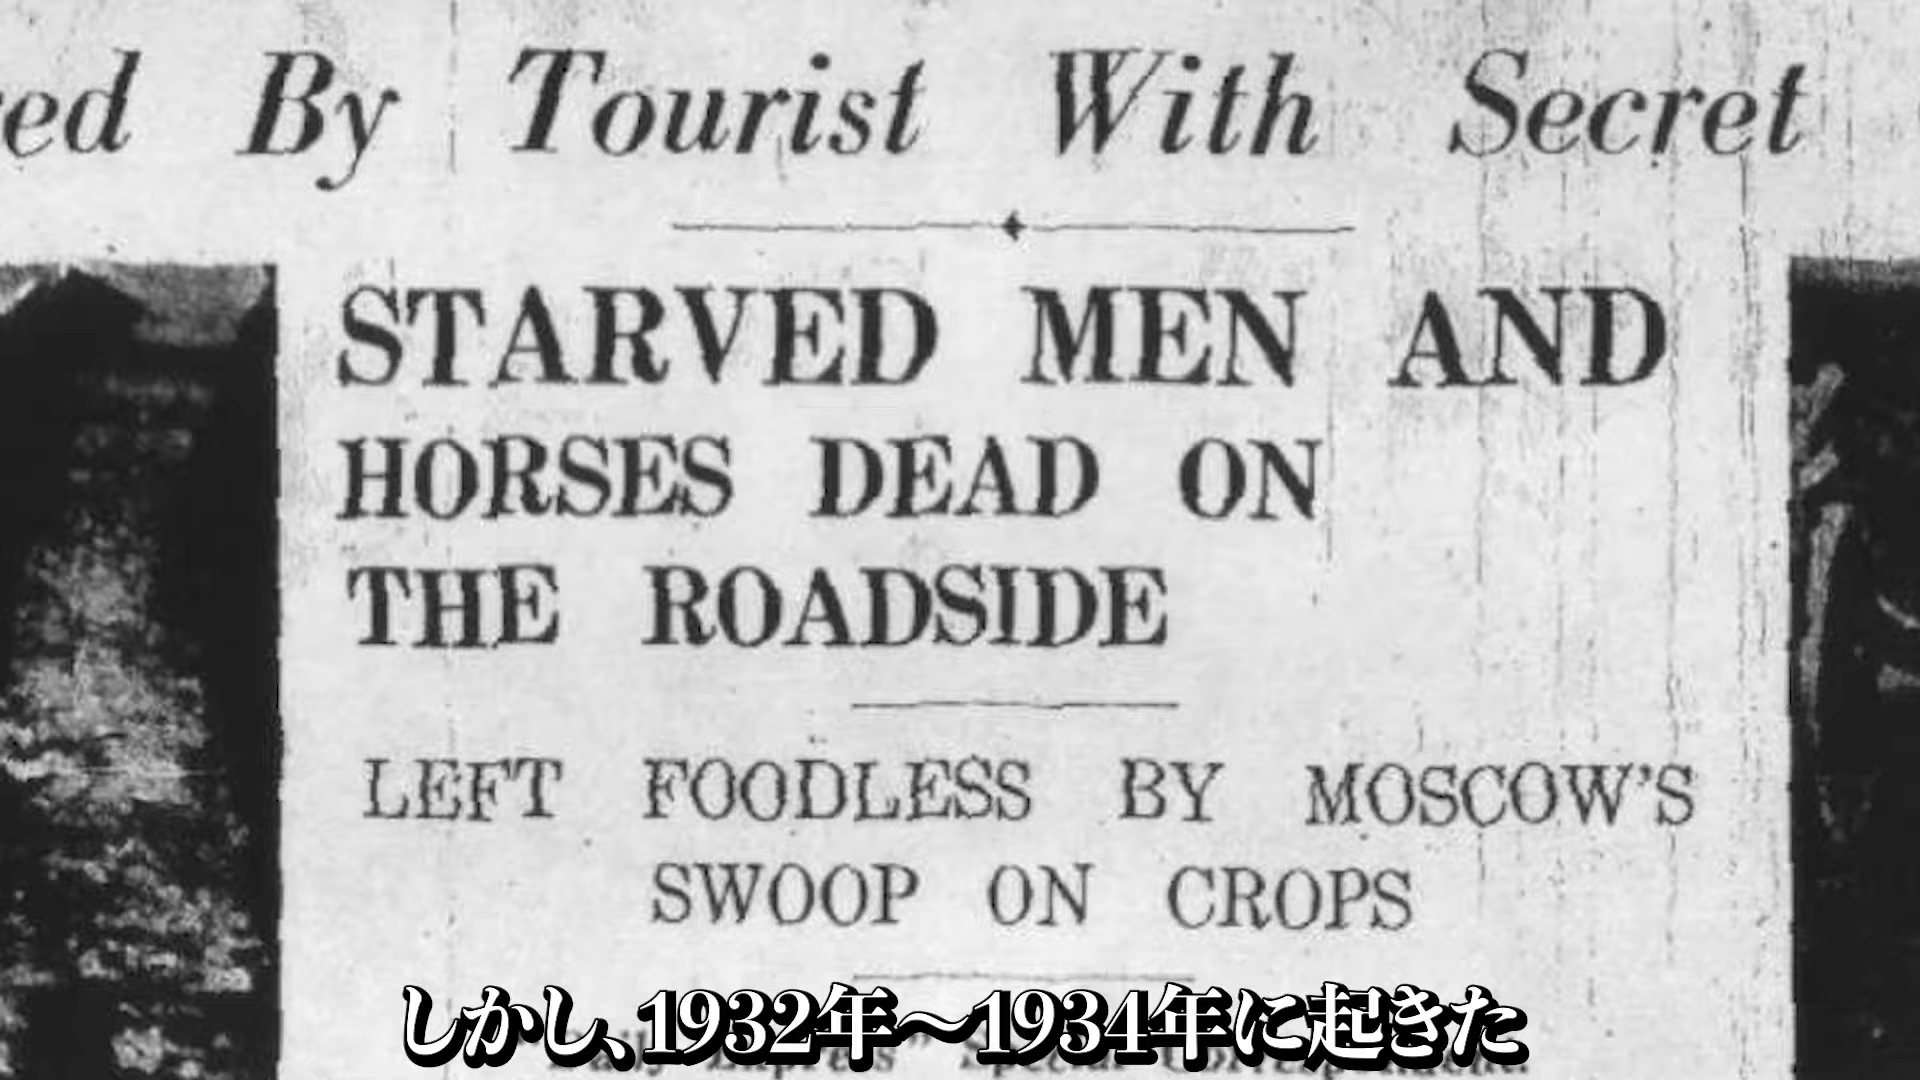 ed By Tourist With Secret
STARVED MEN AND
HORSES DEAD ON
THE ROADSIDE
LEFT FOODLESS BY MOSCOW'S
SWOOP ON CROPS
しかし、1932年～1934年に起きた